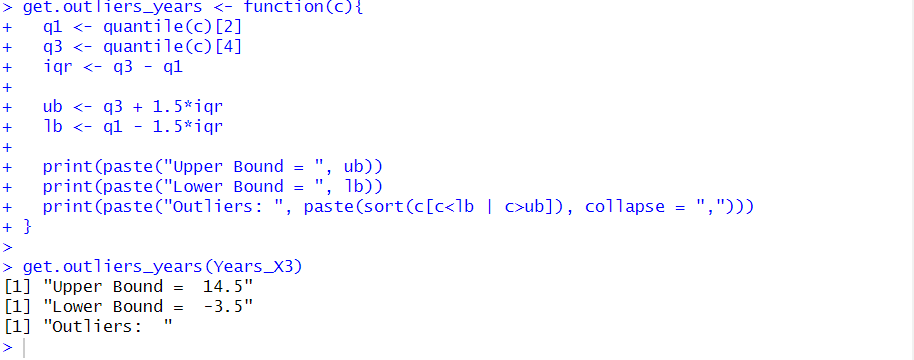 > get.outliers_years <- function(c){
+   q1 <- quantile(c)[2]
+   q3 <- quantile(c)[4]
+   iqr <- q3 - q1
+
+   ub <- q3 + 1.5*iqr
+   lb <- q1 - 1.5*iqr
+
+   print(paste("Upper Bound = ", ub))
+   print(paste("Lower Bound = ", lb))
+   print(paste("Outliers: ", paste(sort(c[c<lb | c>ub]), collapse = ",")))
+ }
>
> get.outliers_years(Years_X3)
[1] "Upper Bound =  14.5"
[1] "Lower Bound =  -3.5"
[1] "Outliers:  "
>